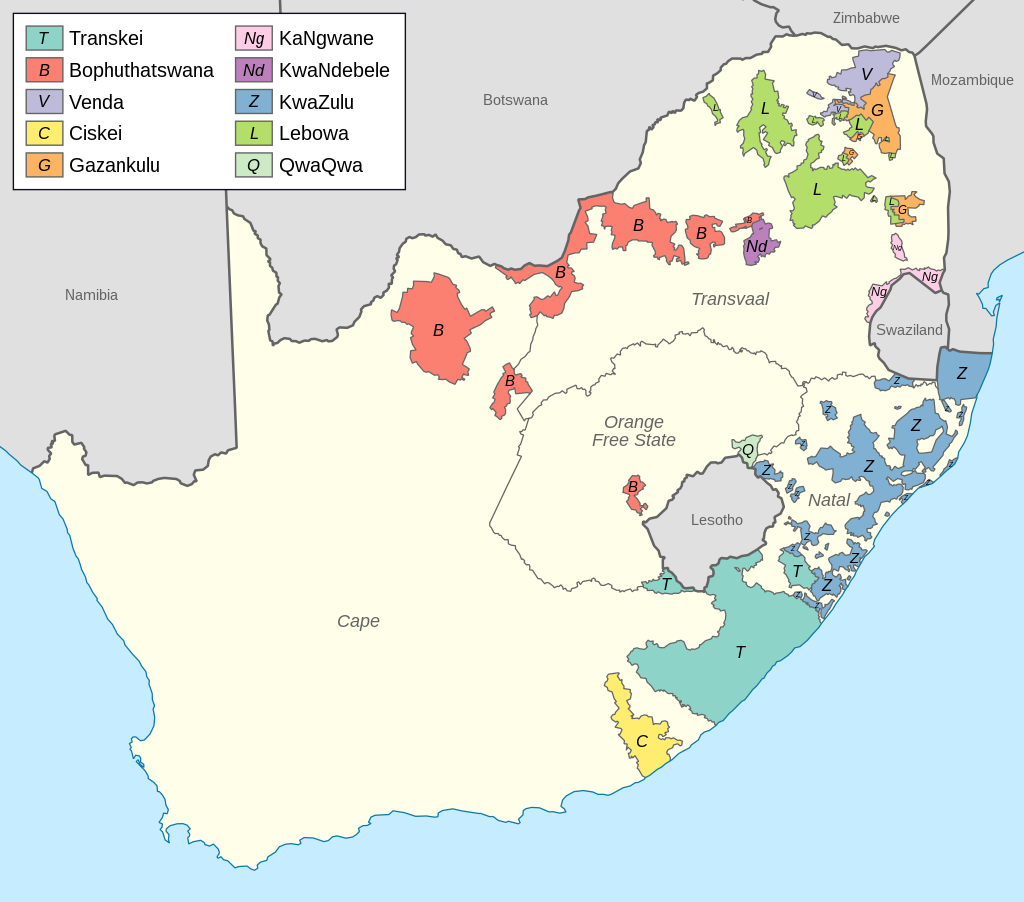 T Transkei
B Bophuthatswana
V Venda
C Ciskei
G Gazankulu
Ng KaNgwane
Nd KwaNdebele
Z KwaZulu
L Lebowa
Q QwaQwa
Zimbabwe
Mozambique
Botswana
Namibia
V
L
L
V
G
V
L
L
L
G
L
G
L
L
L
L
L
G
B
B
B
Nd
Ng
B
Ng
Ng
Transvaal
Swaziland
B
B
Z
Z
Z
Z
Z
Z
Orange
Free State
Z
Q
Z
Z
Z
Z
B
Z
Z
Z
Natal
Lesotho
Z
Z
Z
T
T
Z
Z
Z
Cape
T
C